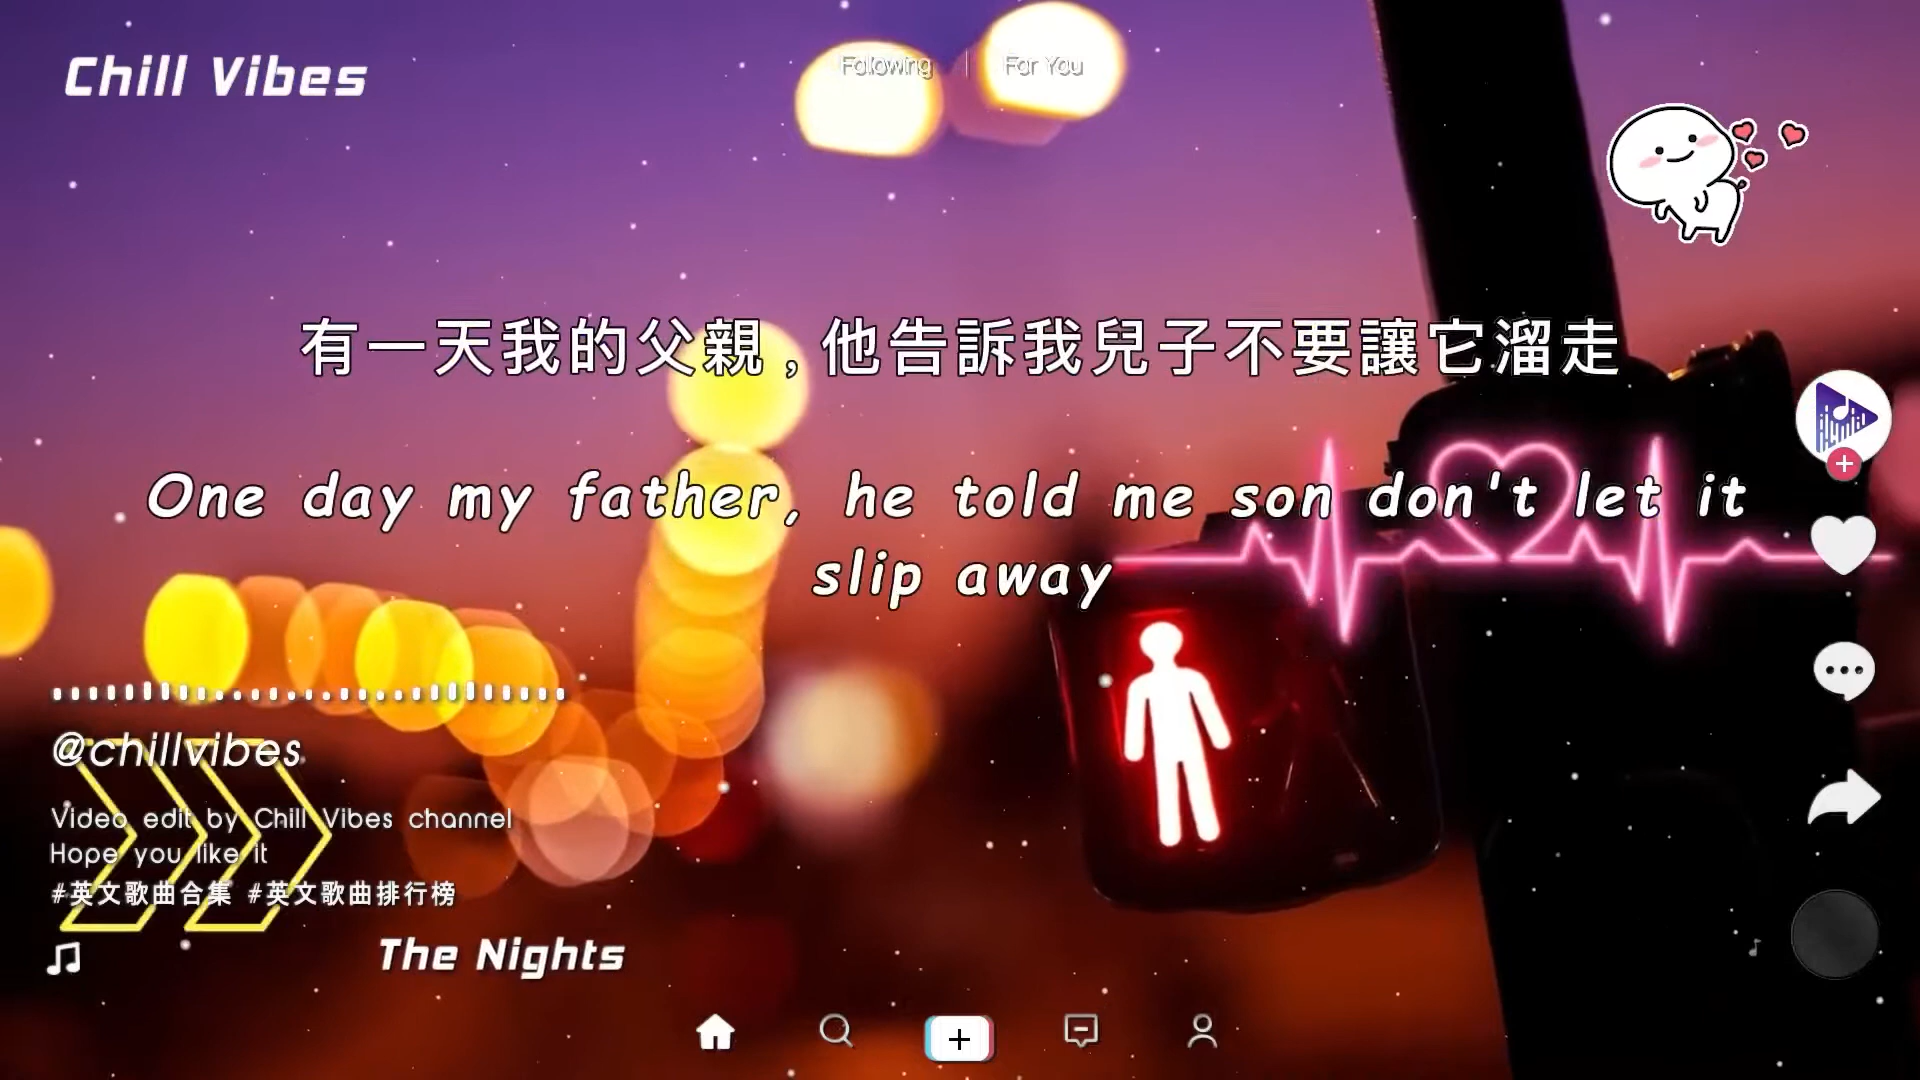 Chill Vibes
Following | For You
有一天我的父親，他告訴我兒子不要讓它溜走
One day my father, he told me son don't let it
slip away
@chillvibes
Video edit by Chill Vibes channel
Hope you like it
#英文歌曲合集 #英文歌曲排行榜
The Nights